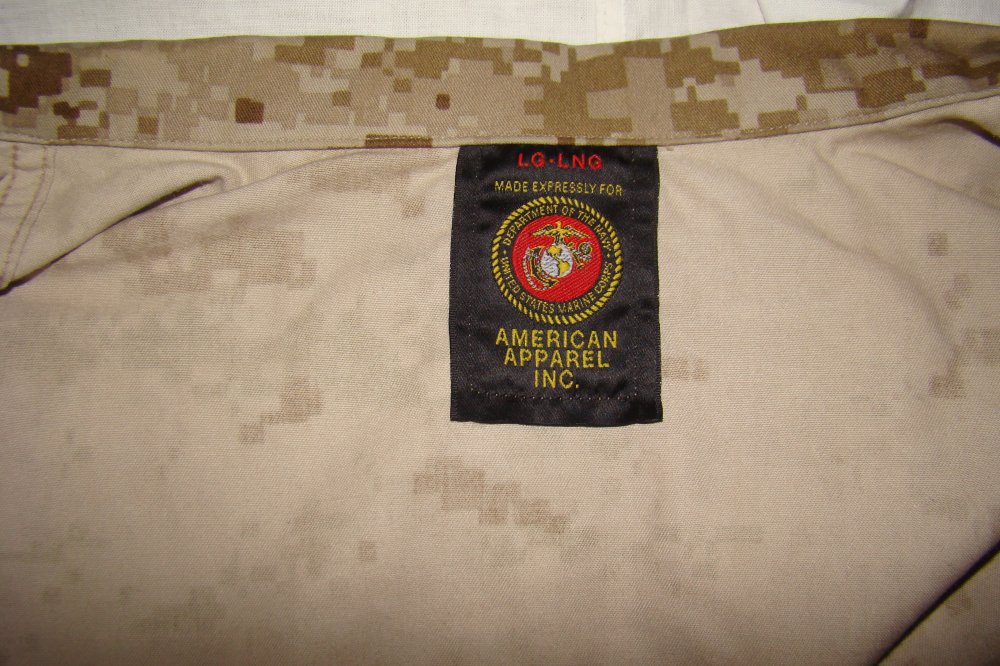 LG-LNG
MADE EXPRESSLY FOR
DEPARTMENT OF THE NAVY
UNITED STATES MARINE CORPS
AMERICAN
APPAREL
INC.